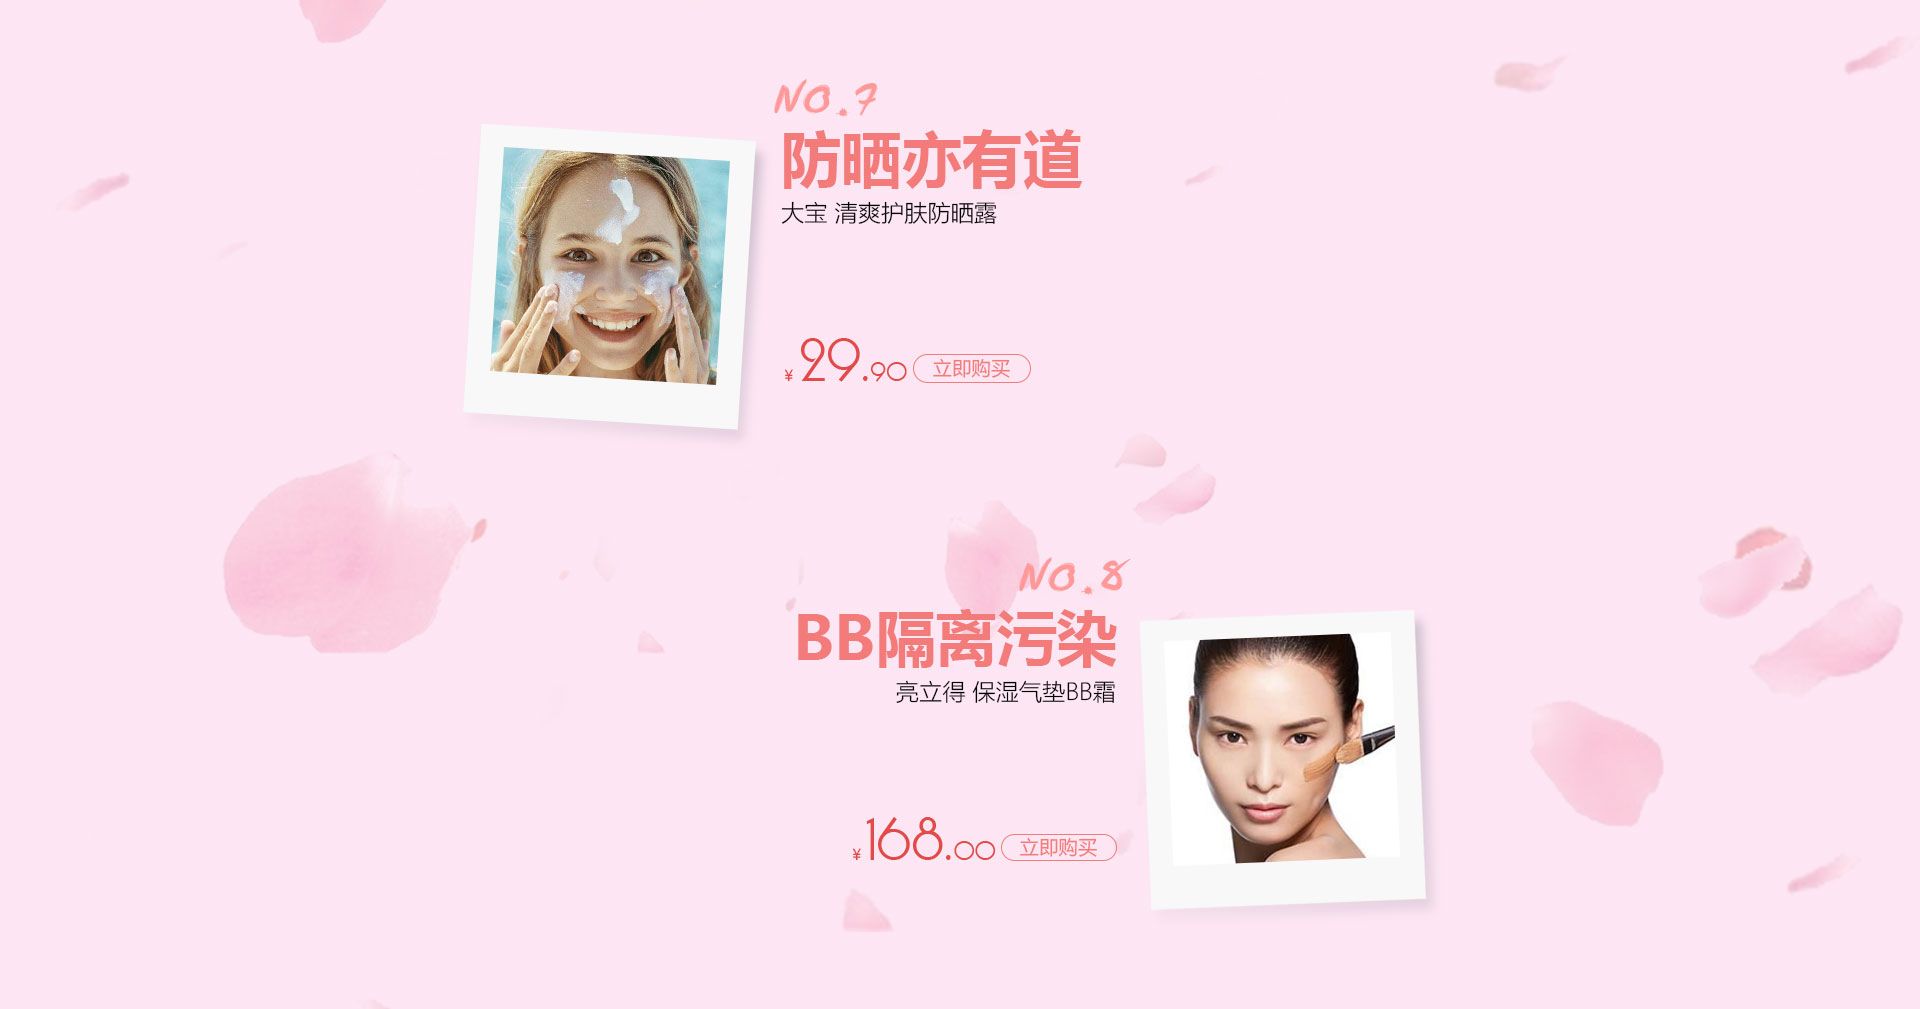 NO.7
防晒亦有道
大宝 清爽护肤防晒露
¥ 29.90 立即购买
NO.8
BB隔离污染
亮立得 保湿气垫BB霜
¥ 168.00 立即购买